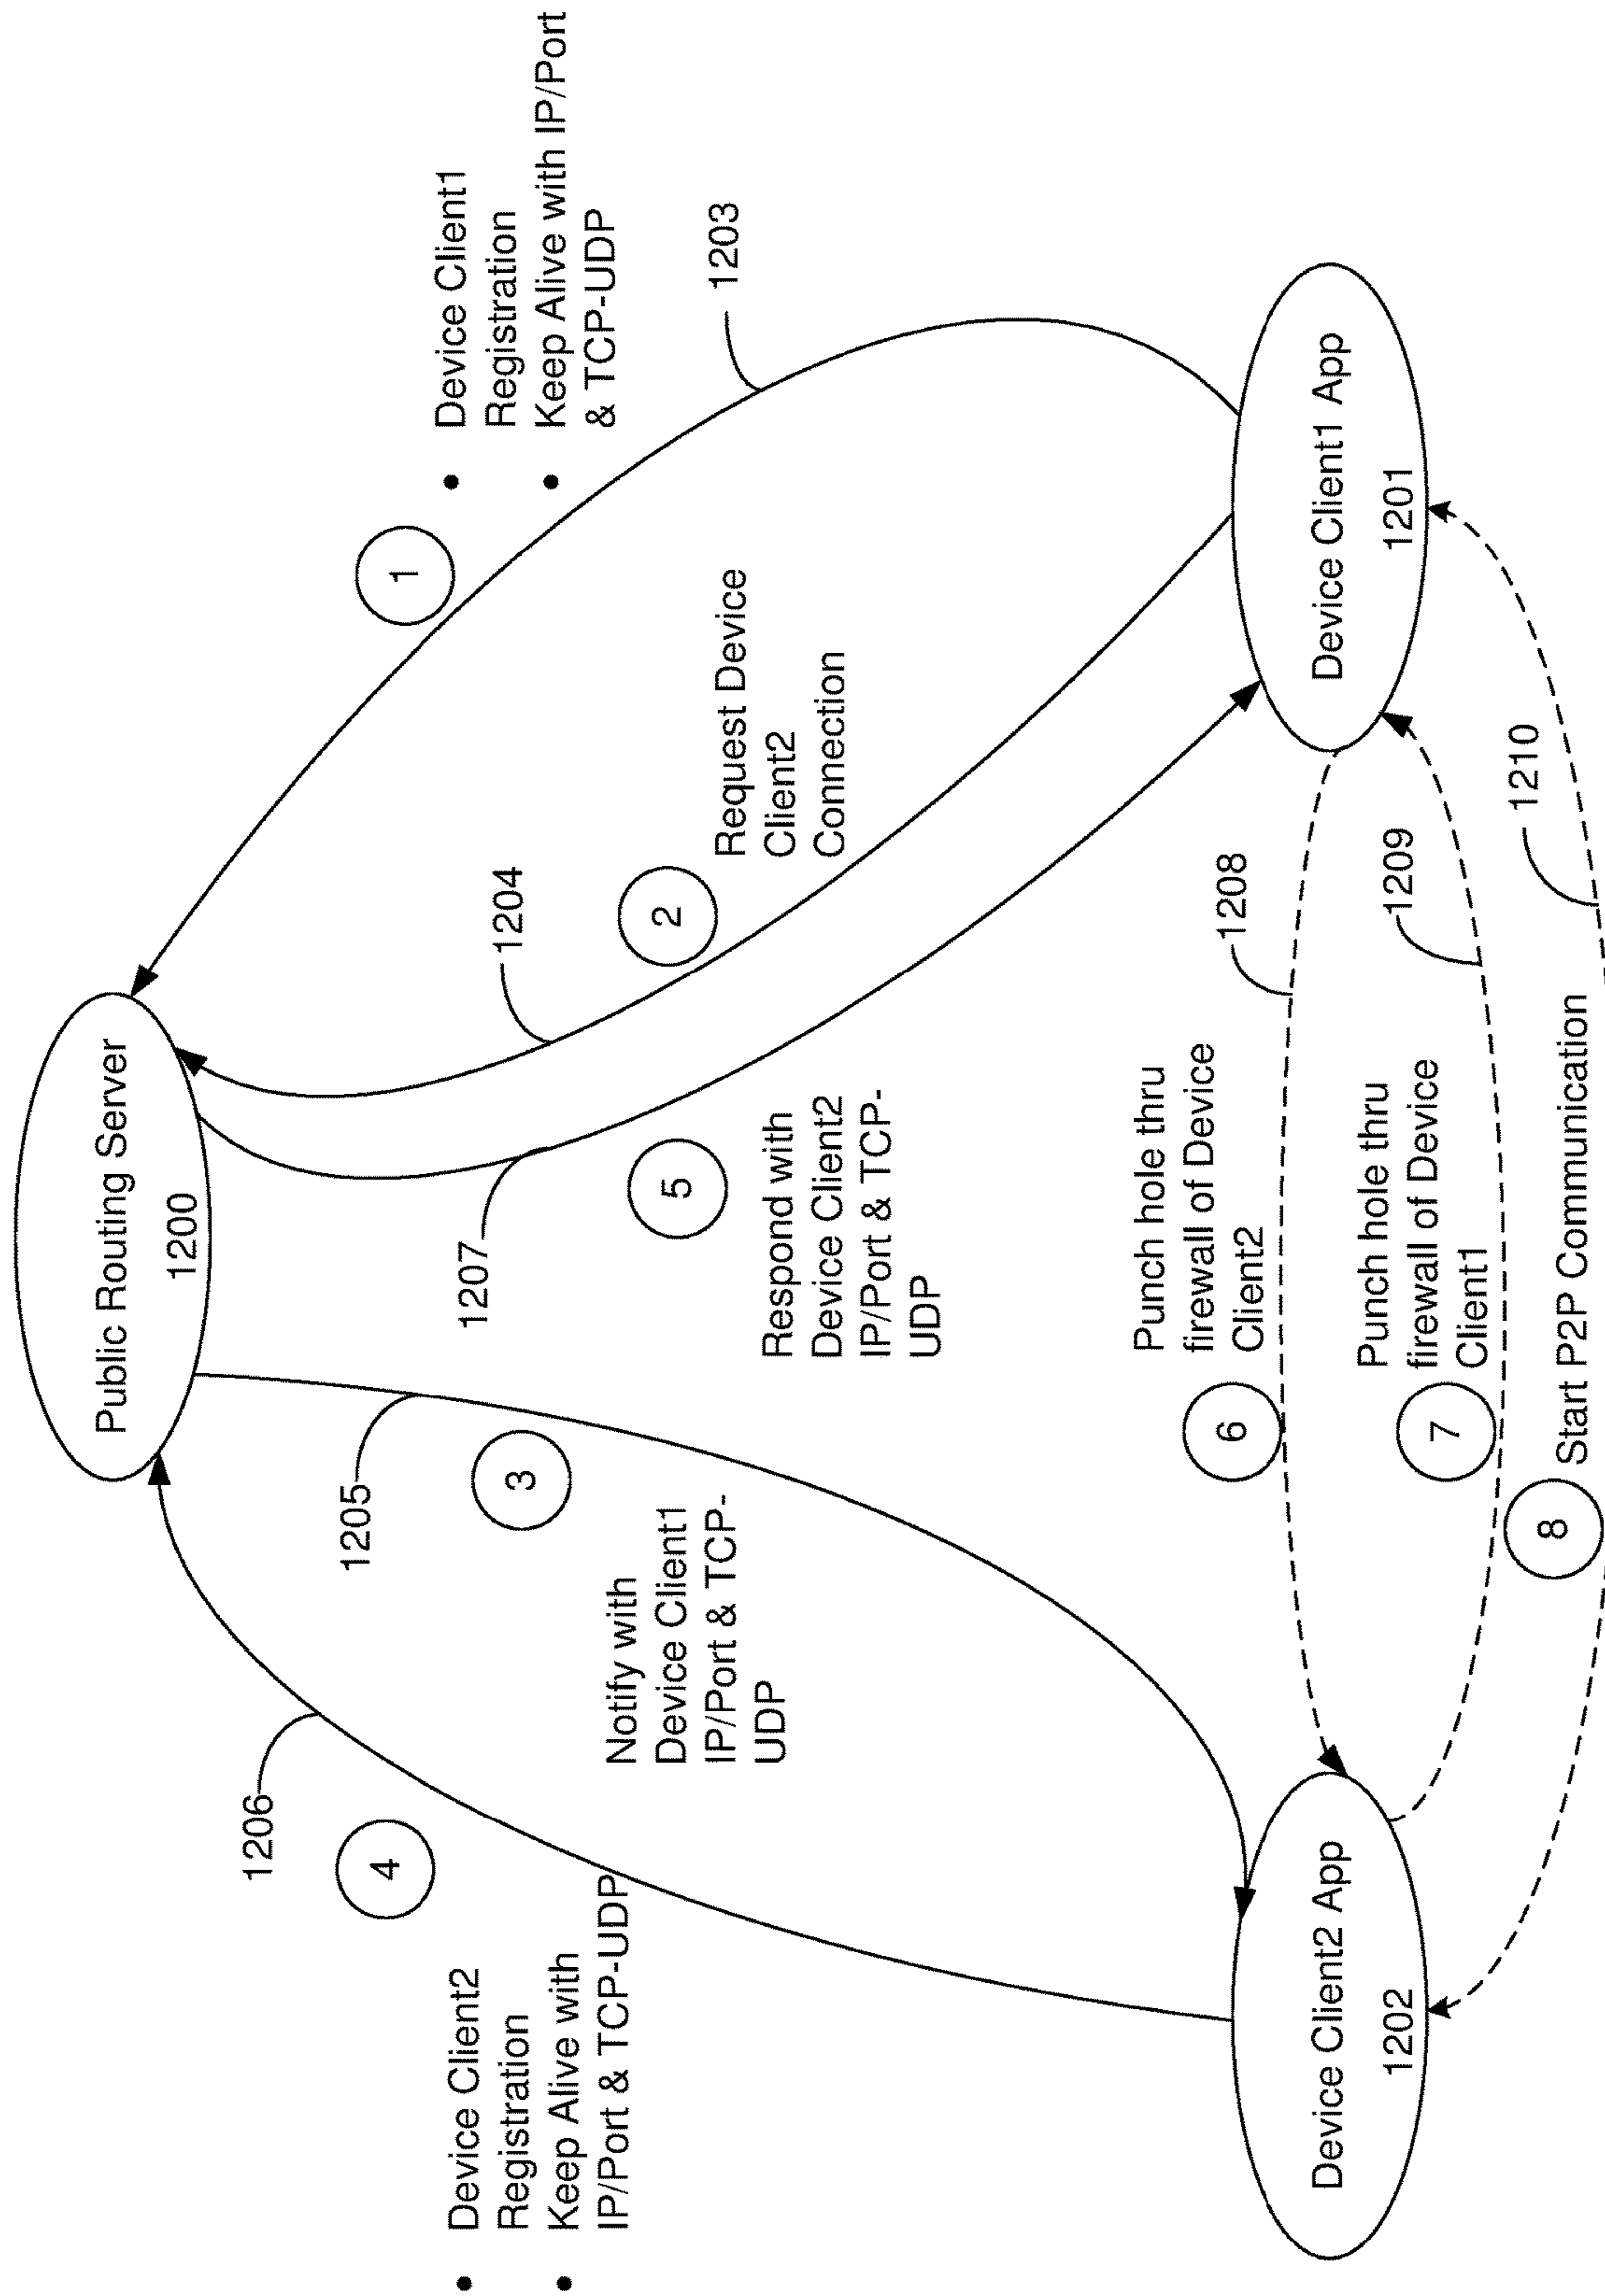 Public Routing Server
1200
1206
4
• Device Client2
Registration
• Keep Alive with
IP/Port & TCP-UDP
1205
3
Notify with
Device Client1
IP/Port & TCP-
UDP
1207
5
Respond with
Device Client2
IP/Port & TCP-
UDP
1204
2
Request Device
Client2
Connection
1
• Device Client1
Registration
• Keep Alive with IP/Port
& TCP-UDP
1203
Device Client2 App
1202
Device Client1 App
1201
6
Punch hole thru
firewall of Device
Client2
1208
7
Punch hole thru
firewall of Device
Client1
1209
8
Start P2P Communication
1210